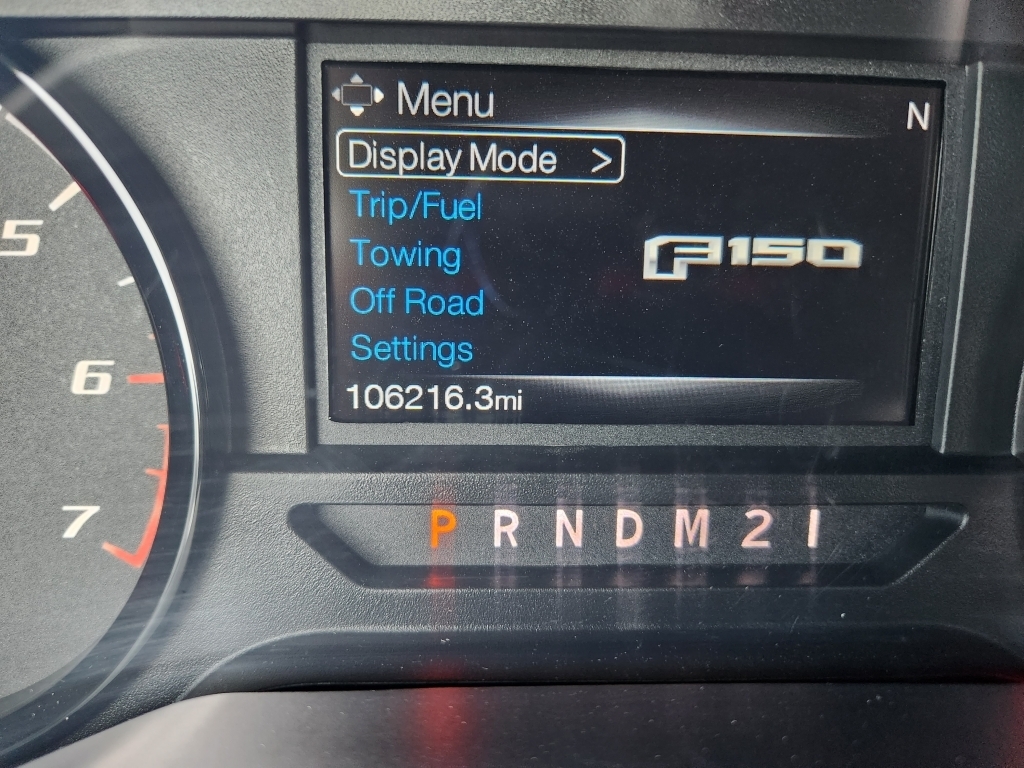 Menu
N
Display Mode >
Trip/Fuel
Towing
F150
Off Road
Settings
106216.3mi
5
6
7
P R N D M 2 1